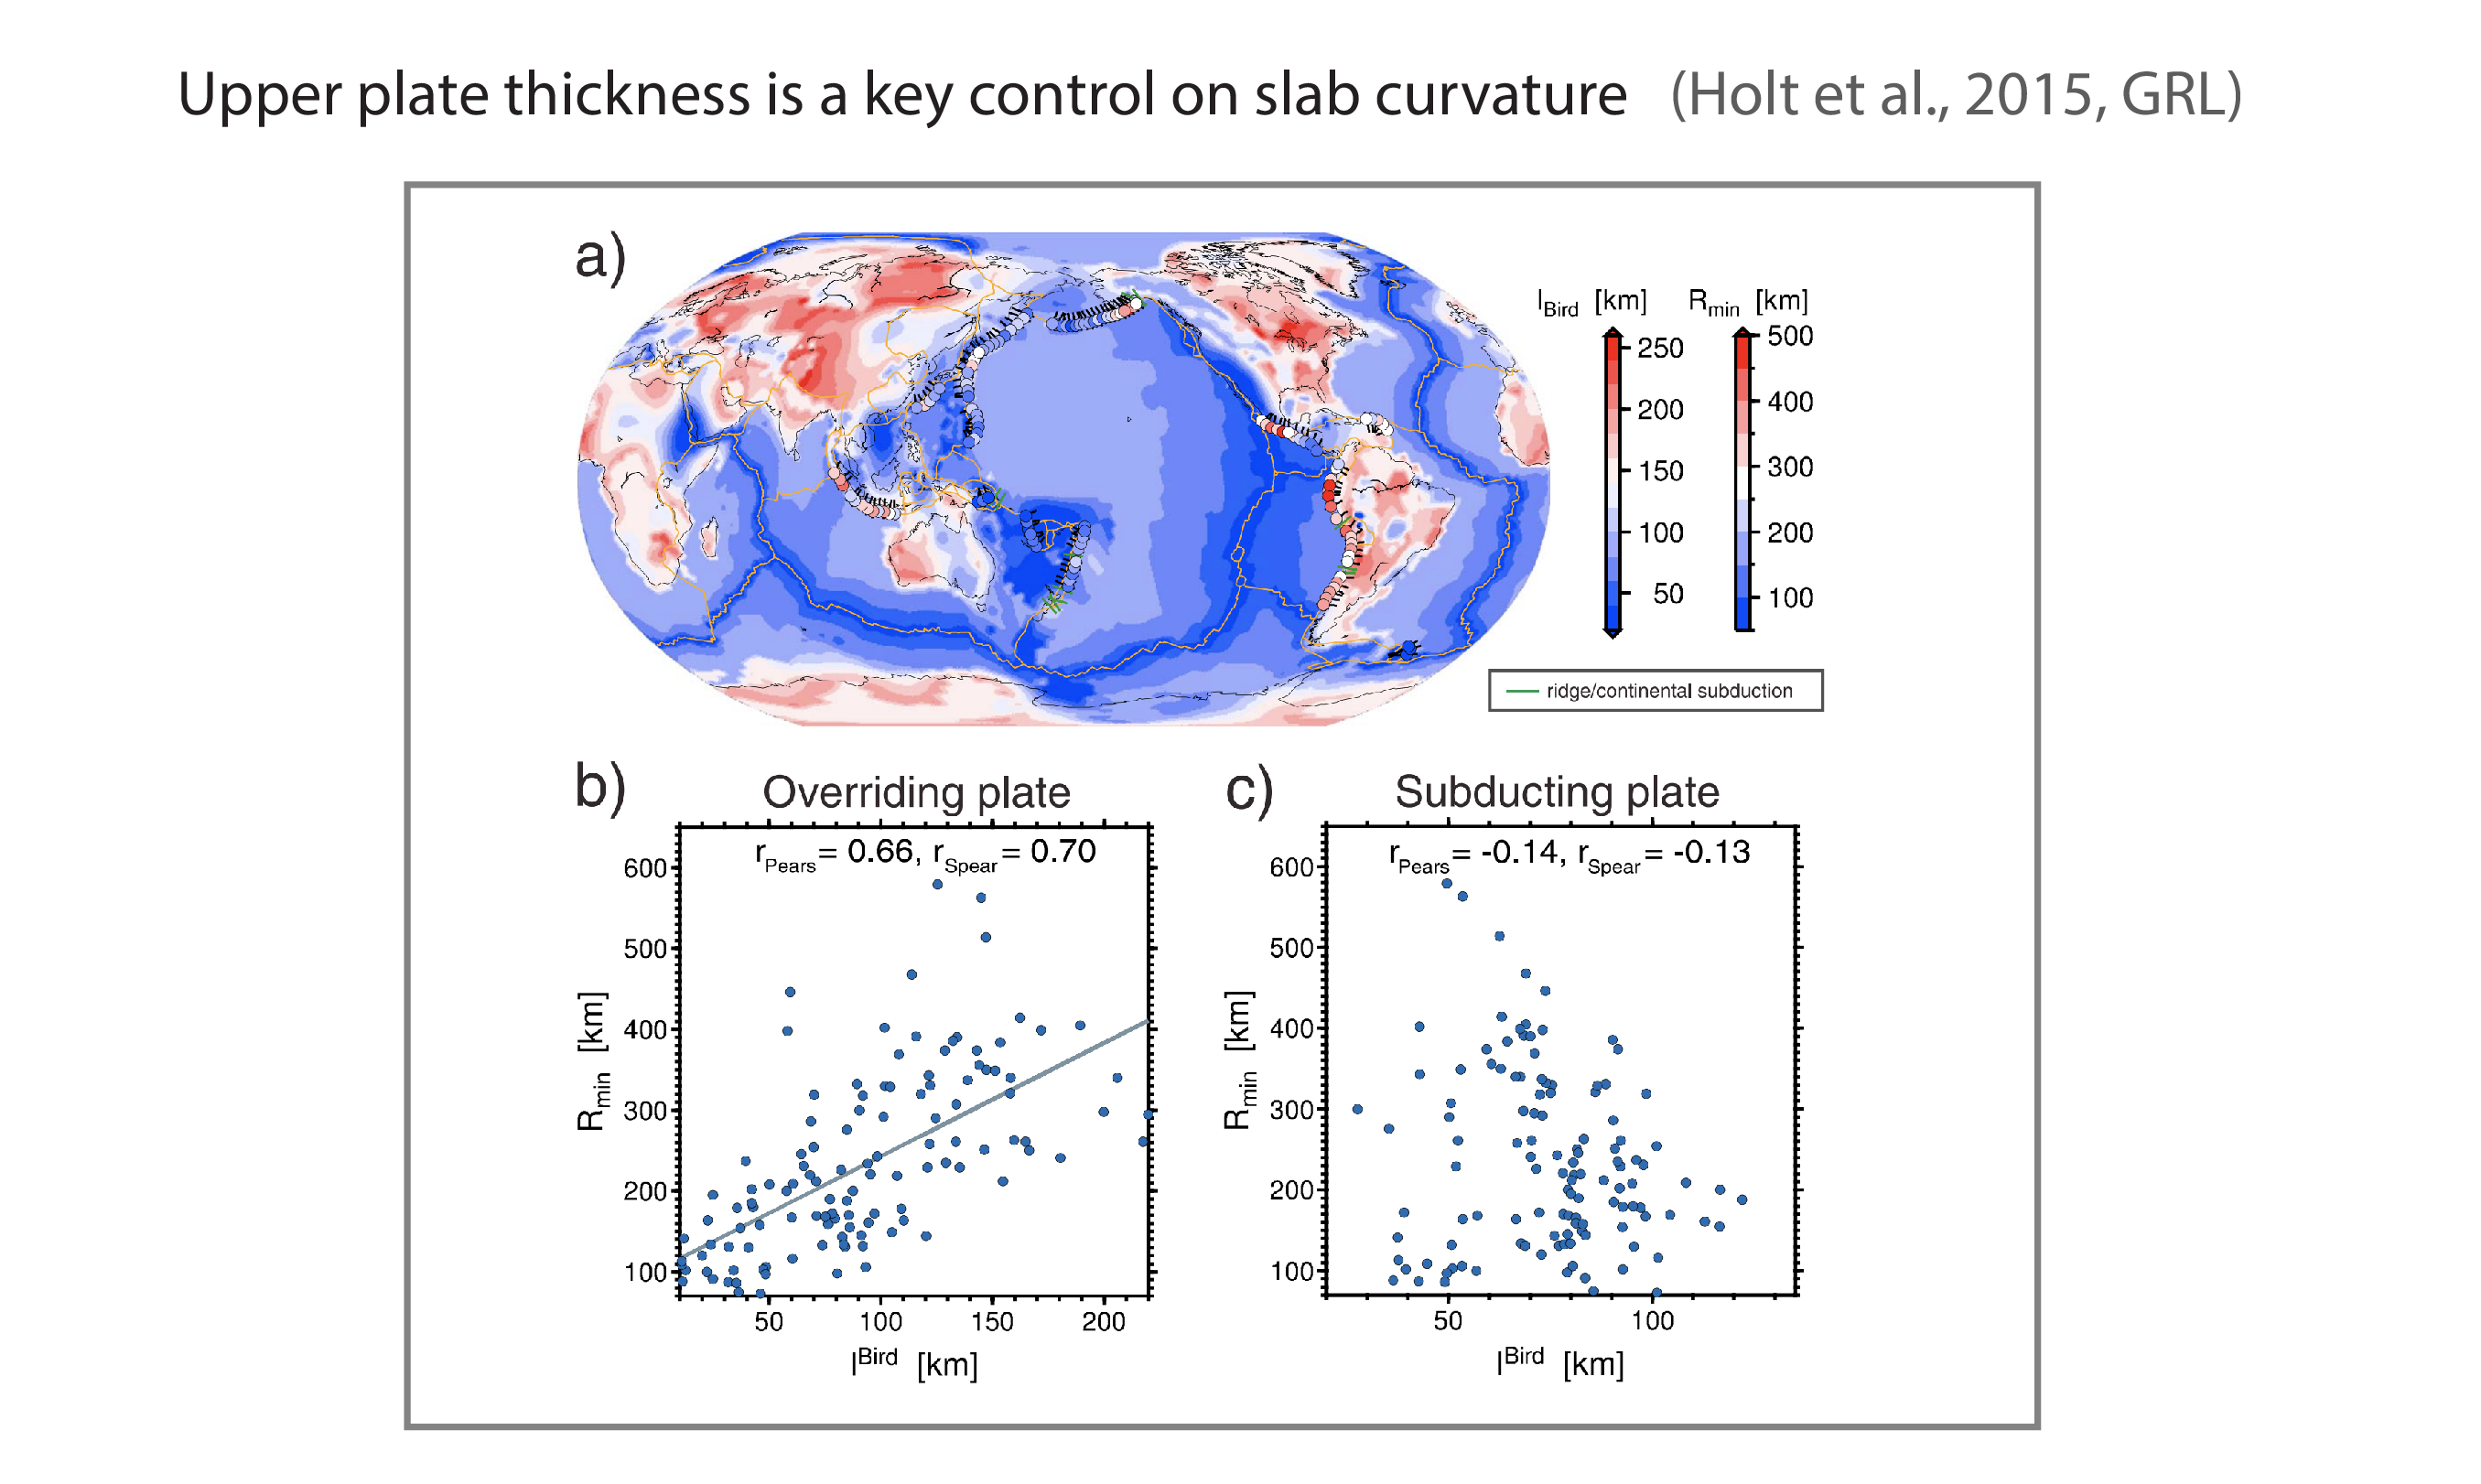 Upper plate thickness is a key control on slab curvature (Holt et al., 2015, GRL)
a)
lBird [km] Rmin [km]
250
200
150
100
50
500
400
300
200
100
ridge/continental subduction
b) Overriding plate
rPears= 0.66, rSpear= 0.70
600
500
400
300
200
100
Rmin [km]
50 100 150 200
lBird [km]
c) Subducting plate
rPears= -0.14, rSpear= -0.13
600
500
400
300
200
100
Rmin [km]
50 100
lBird [km]